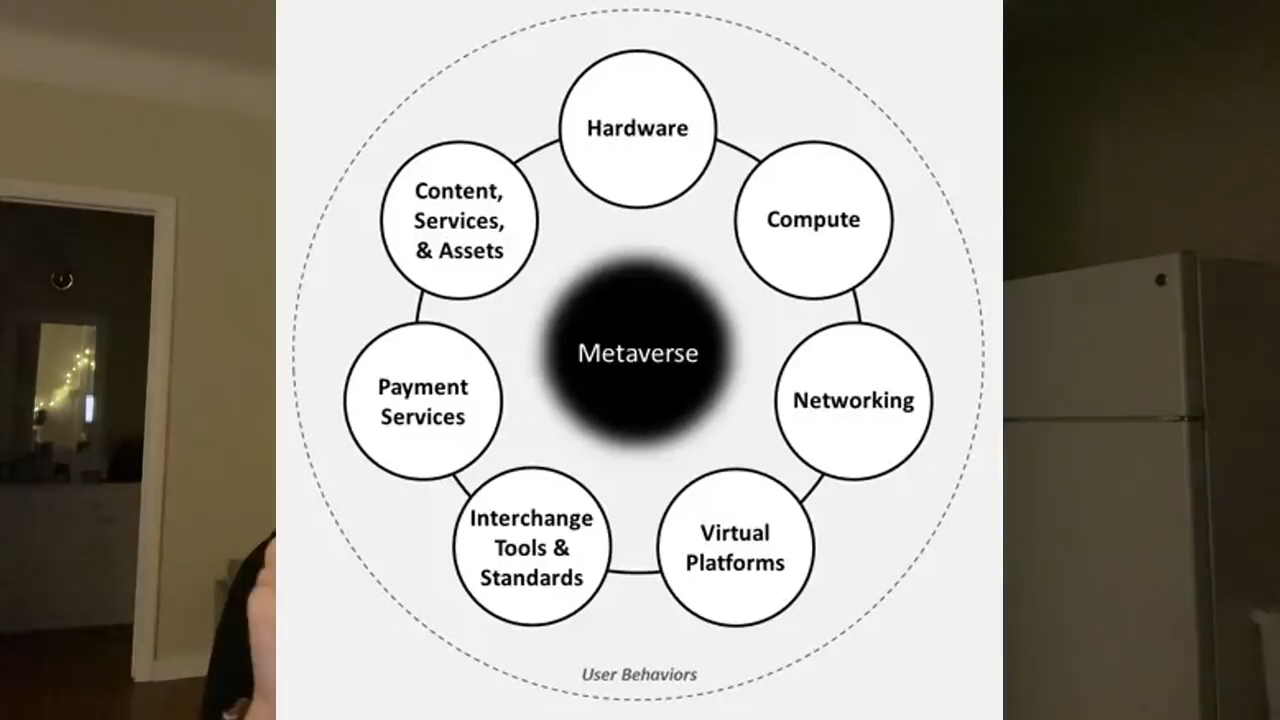 Hardware
Compute
Networking
Virtual
Platforms
Interchange
Tools &
Standards
Payment
Services
Content,
Services,
& Assets
Metaverse
User Behaviors